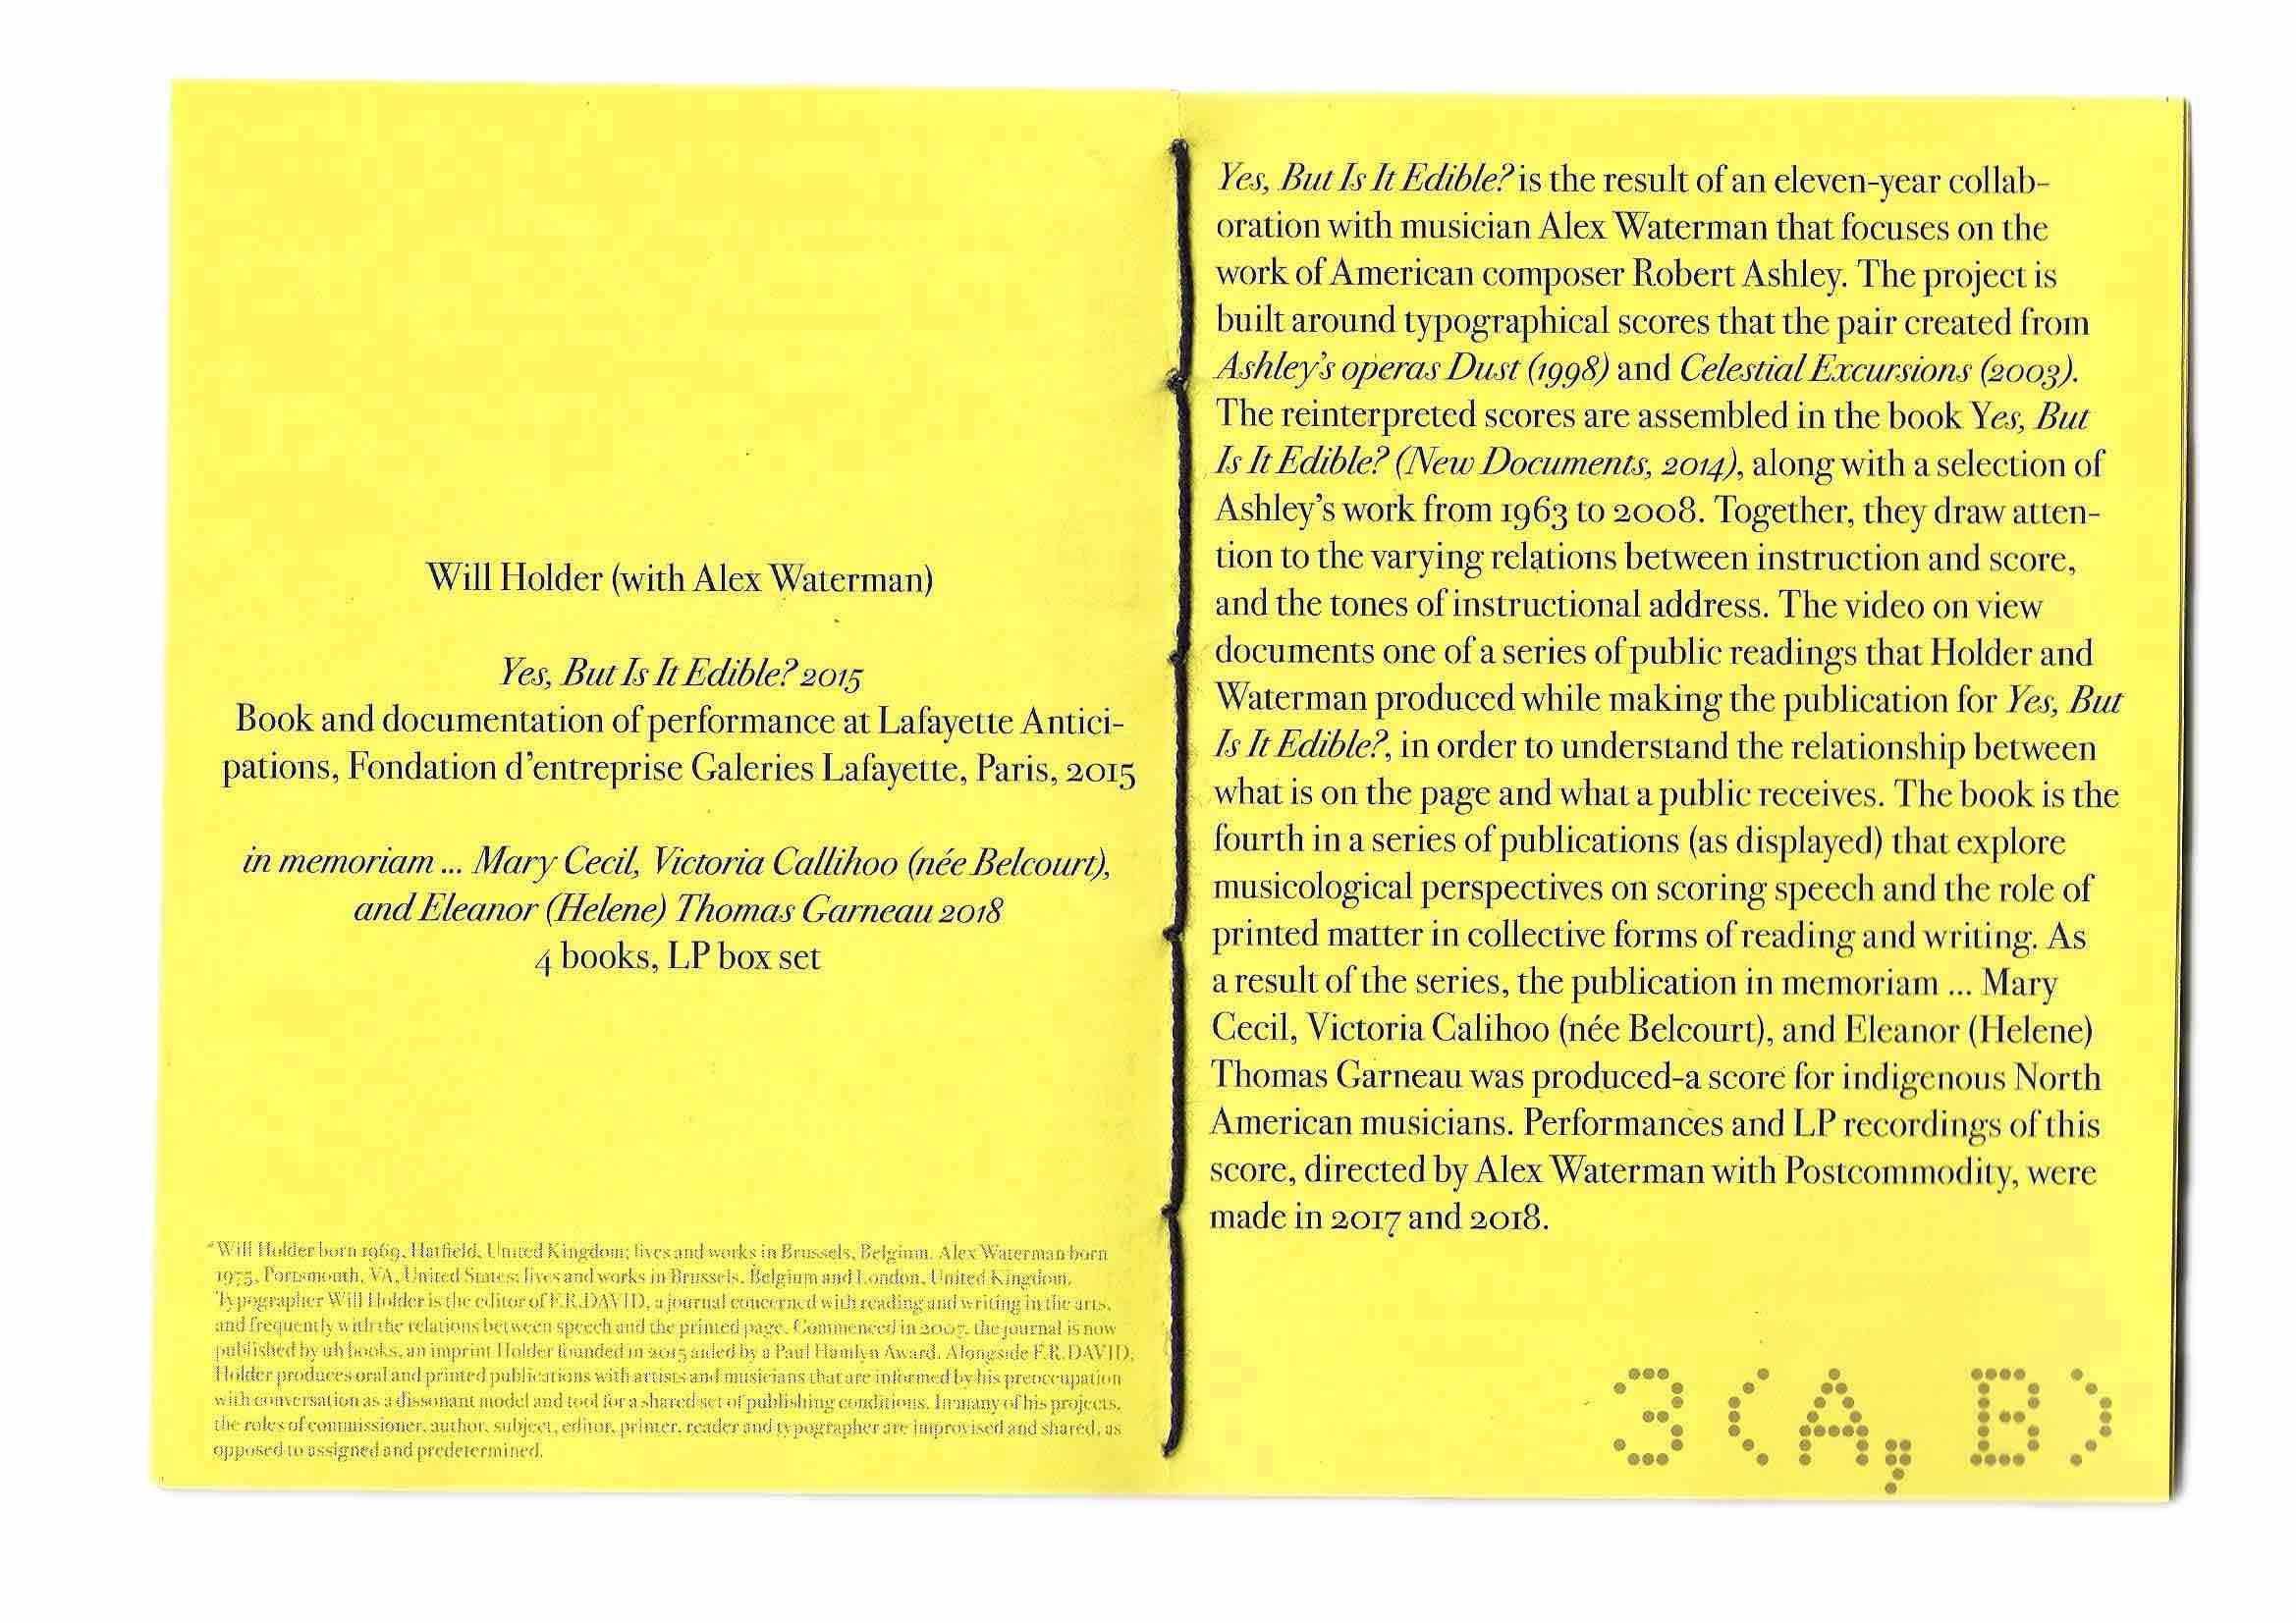 Will Holder (with Alex Waterman)
Yes, But Is It Edible? 2015
Book and documentation of performance at Lafayette Antici-
pations, Fondation d’entreprise Galeries Lafayette, Paris, 2015
in memoriam ... Mary Cecil, Victoria Callihoo (née Belcourt),
and Eleanor (Helene) Thomas Garneau 2018
4 books, LP box set
*Will Holder born 1969, Hatfield, United Kingdom; lives and works in Brussels, Belgium. Alex Waterman born
1975, Portsmouth, VA, United States; lives and works in Brussels, Belgium and London, United Kingdom.
Typographer Will Holder is the editor of F.R.DAVID, a journal concerned with reading and writing in the arts,
and frequently with the relations between speech and the printed page. Commenced in 2007, the journal is now
published by uh books, an imprint Holder founded in 2015 aided by a Paul Hamlyn Award. Alongside F.R.DAVID,
Holder produces oral and printed publications with artists and musicians that are informed by his preoccupation
with conversation as a dissonant model and tool for a shared set of publishing conditions. In many of his projects,
the roles of commissioner, author, subject, editor, printer, reader and typographer are improvised and shared, as
opposed to assigned and predetermined.
Yes, But Is It Edible? is the result of an eleven-year collab-
oration with musician Alex Waterman that focuses on the
work of American composer Robert Ashley. The project is
built around typographical scores that the pair created from
Ashley’s operas Dust (1998) and Celestial Excursions (2003).
The reinterpreted scores are assembled in the book Yes, But
Is It Edible? (New Documents, 2014), along with a selection of
Ashley’s work from 1963 to 2008. Together, they draw atten-
tion to the varying relations between instruction and score,
and the tones of instructional address. The video on view
documents one of a series of public readings that Holder and
Waterman produced while making the publication for Yes, But
Is It Edible?, in order to understand the relationship between
what is on the page and what a public receives. The book is the
fourth in a series of publications (as displayed) that explore
musicological perspectives on scoring speech and the role of
printed matter in collective forms of reading and writing. As
a result of the series, the publication in memoriam ... Mary
Cecil, Victoria Calihoo (née Belcourt), and Eleanor (Helene)
Thomas Garneau was produced-a score for indigenous North
American musicians. Performances and LP recordings of this
score, directed by Alex Waterman with Postcommodity, were
made in 2017 and 2018.
3 (A, B)